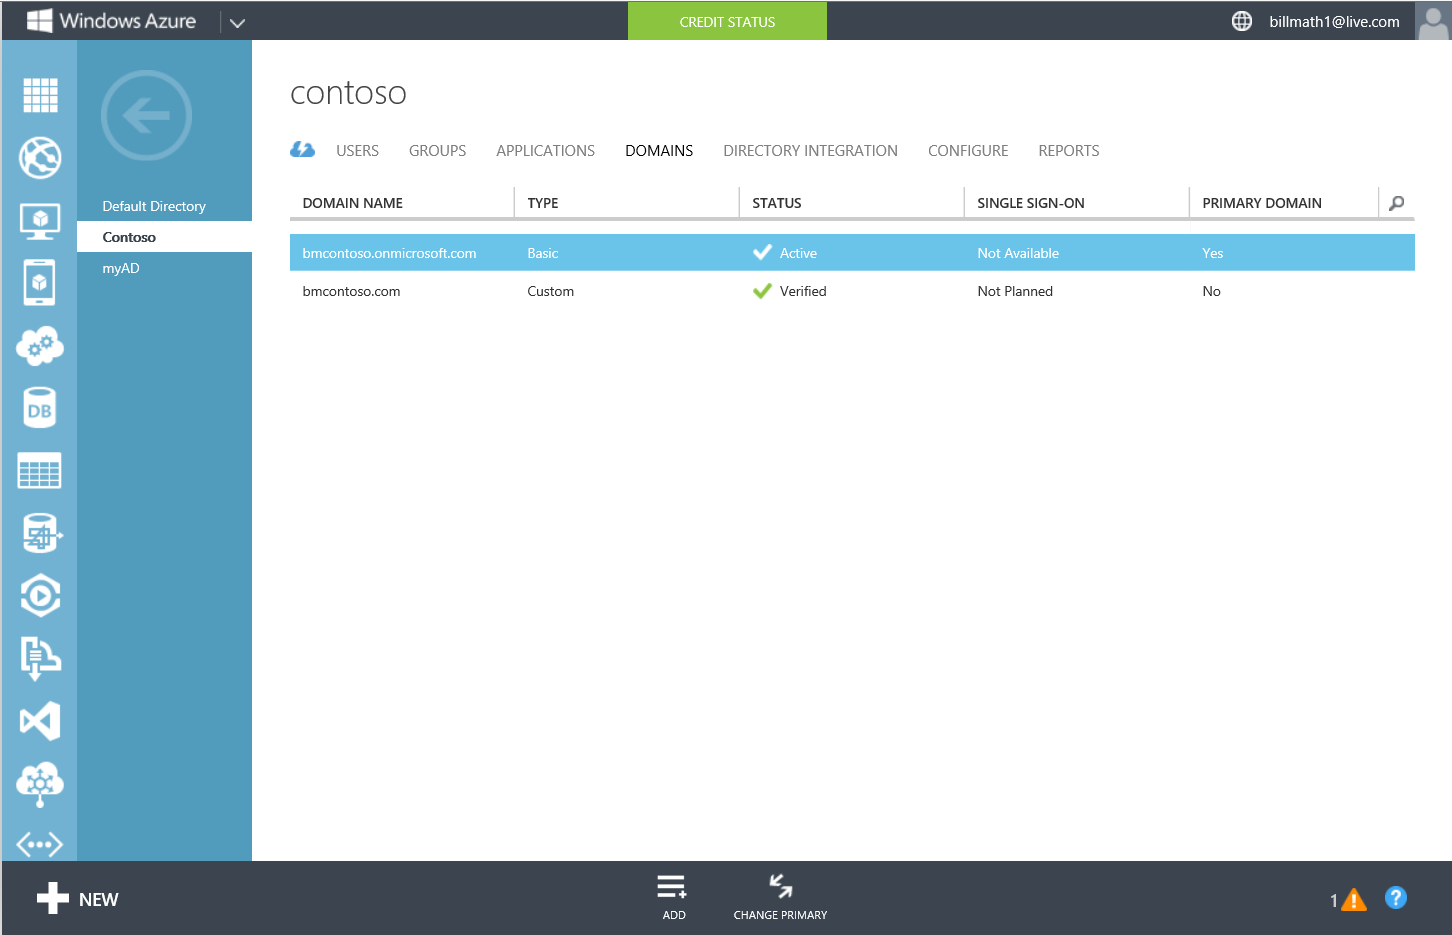 Windows Azure
CREDIT STATUS
billmath1@live.com
Default Directory
Contoso
myAD
contoso
USERS GROUPS APPLICATIONS DOMAINS DIRECTORY INTEGRATION CONFIGURE REPORTS
DOMAIN NAME TYPE STATUS SINGLE SIGN-ON PRIMARY DOMAIN
bmcontoso.onmicrosoft.com Basic Active Not Available Yes
bmcontoso.com Custom Verified Not Planned No
DB
NEW
ADD
CHANGE PRIMARY
1
?